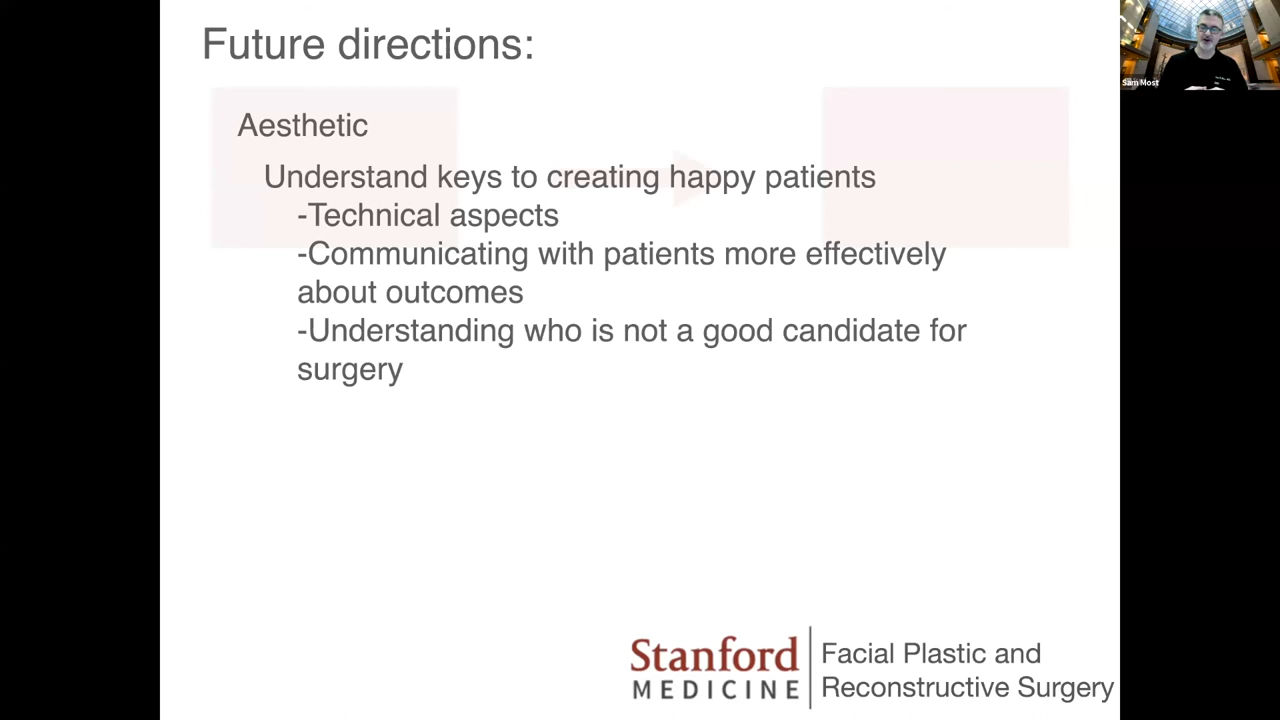 Future directions:
Aesthetic
Understand keys to creating happy patients
-Technical aspects
-Communicating with patients more effectively
about outcomes
-Understanding who is not a good candidate for
surgery
Stanford
MEDICINE
Facial Plastic and
Reconstructive Surgery
Sam Most